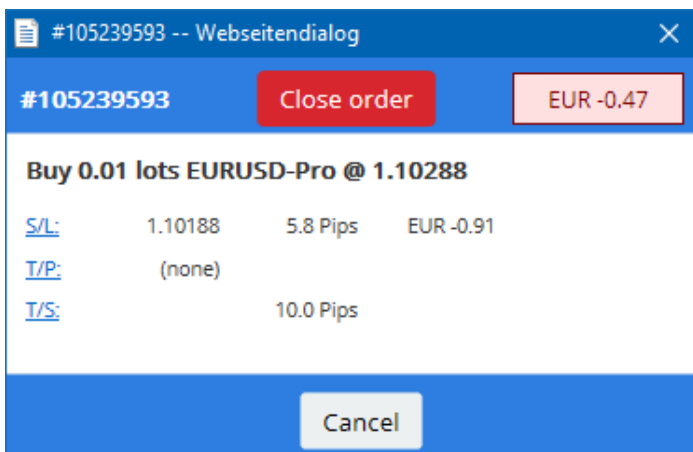 #105239593 -- Webseitendialog
#105239593 Close order EUR -0.47
Buy 0.01 lots EURUSD-Pro @ 1.10288
S/L: 1.10188 5.8 Pips EUR -0.91
T/P: (none)
T/S: 10.0 Pips
Cancel